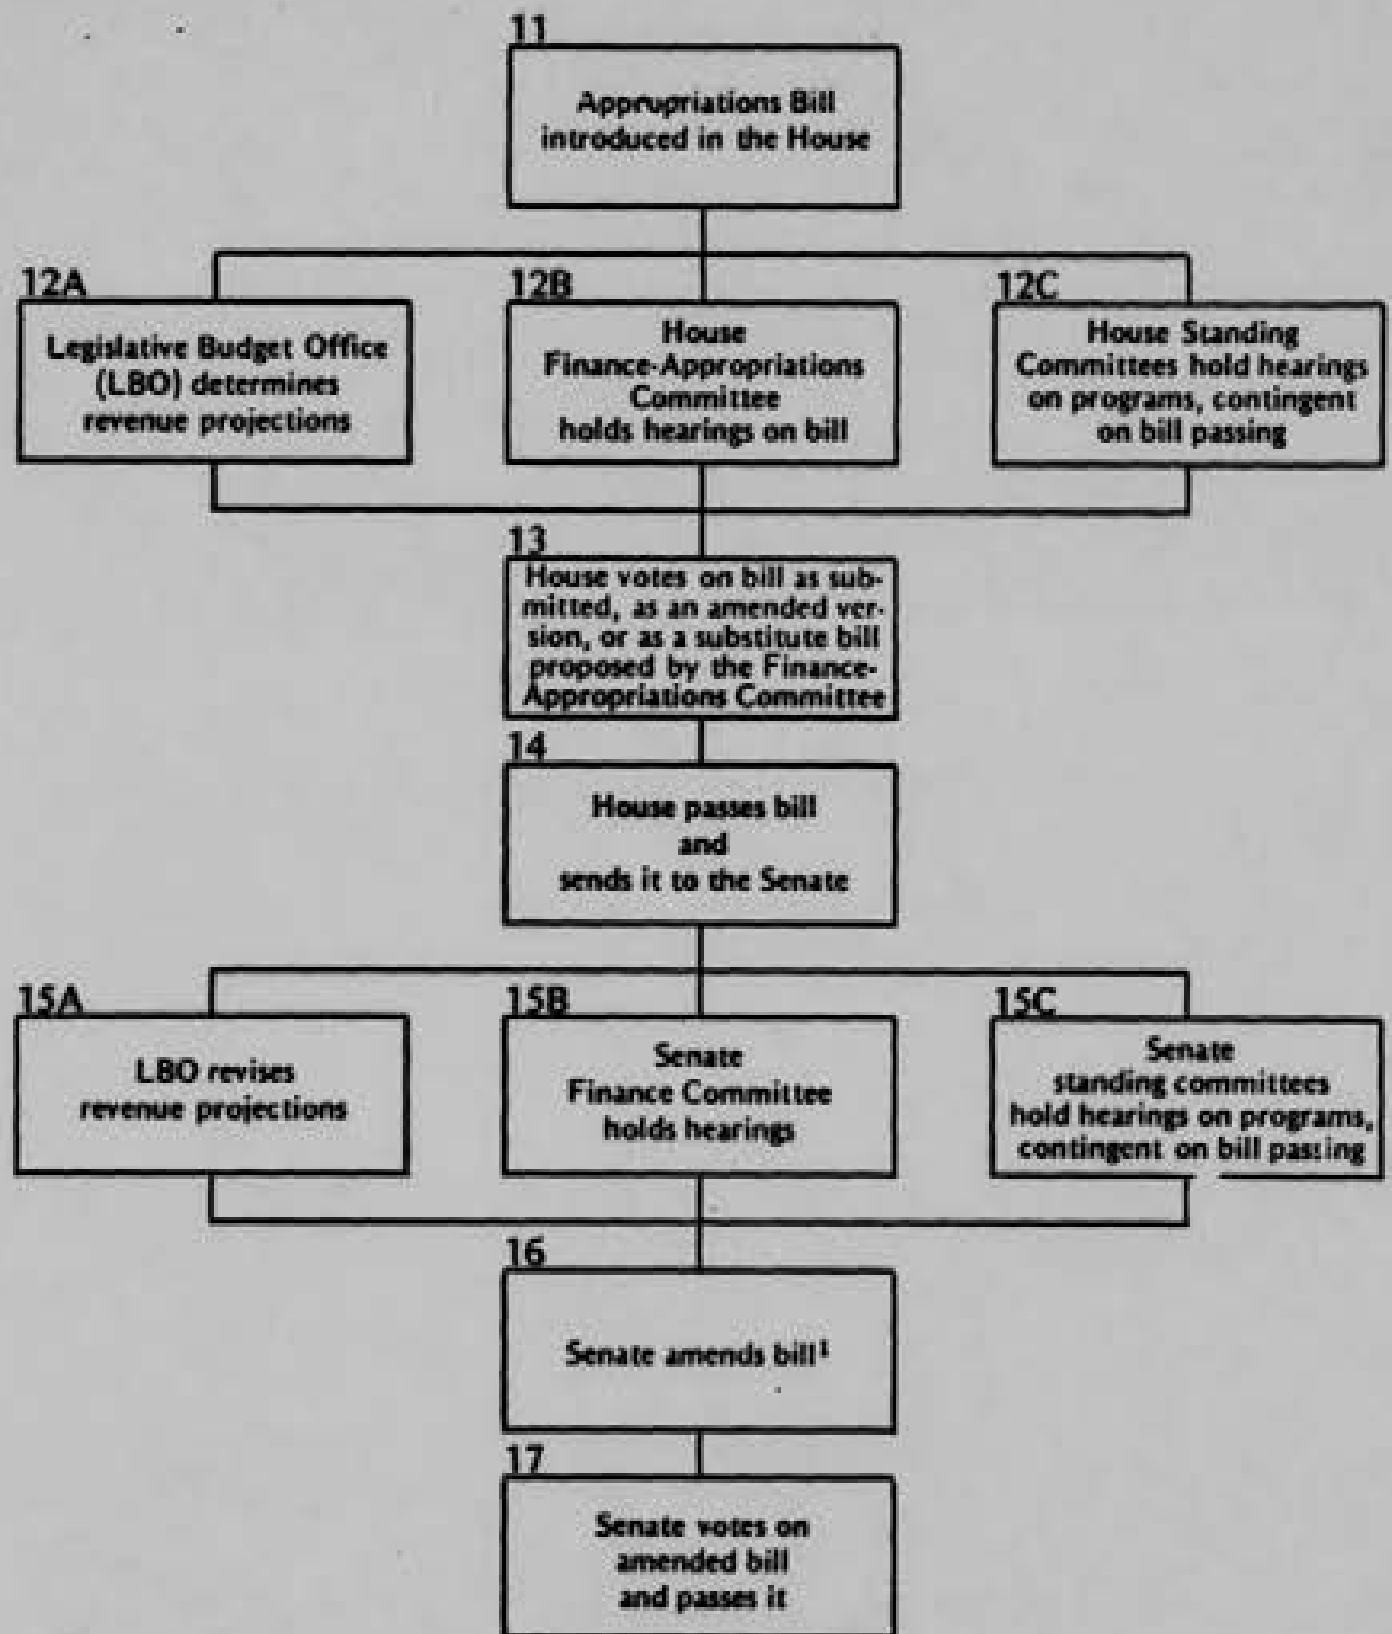 11
Appropriations Bill
introduced in the House
12A
Legislative Budget Office
(LBO) determines
revenue projections
12B
House
Finance-Appropriations
Committee
holds hearings on bill
12C
House Standing
Committees hold hearings
on programs, contingent
on bill passing
13
House votes on bill as sub-
mitted, as an amended ver-
sion, or as a substitute bill
proposed by the Finance-
Appropriations Committee
14
House passes bill
and
sends it to the Senate
15A
LBO revises
revenue projections
15B
Senate
Finance Committee
holds hearings
15C
Senate
standing committees
hold hearings on programs,
contingent on bill passing
16
Senate amends bill¹
17
Senate votes on
amended bill
and passes it